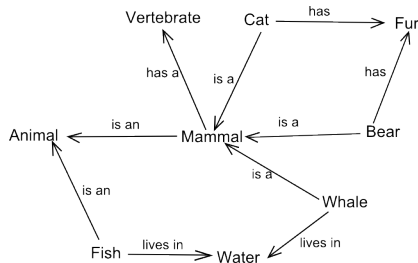 Vertebrate
Cat
has
Fur
has a
is a
has
Animal
is an
Mammal
is a
Bear
is an
is a
Whale
Fish
lives in
Water
lives in